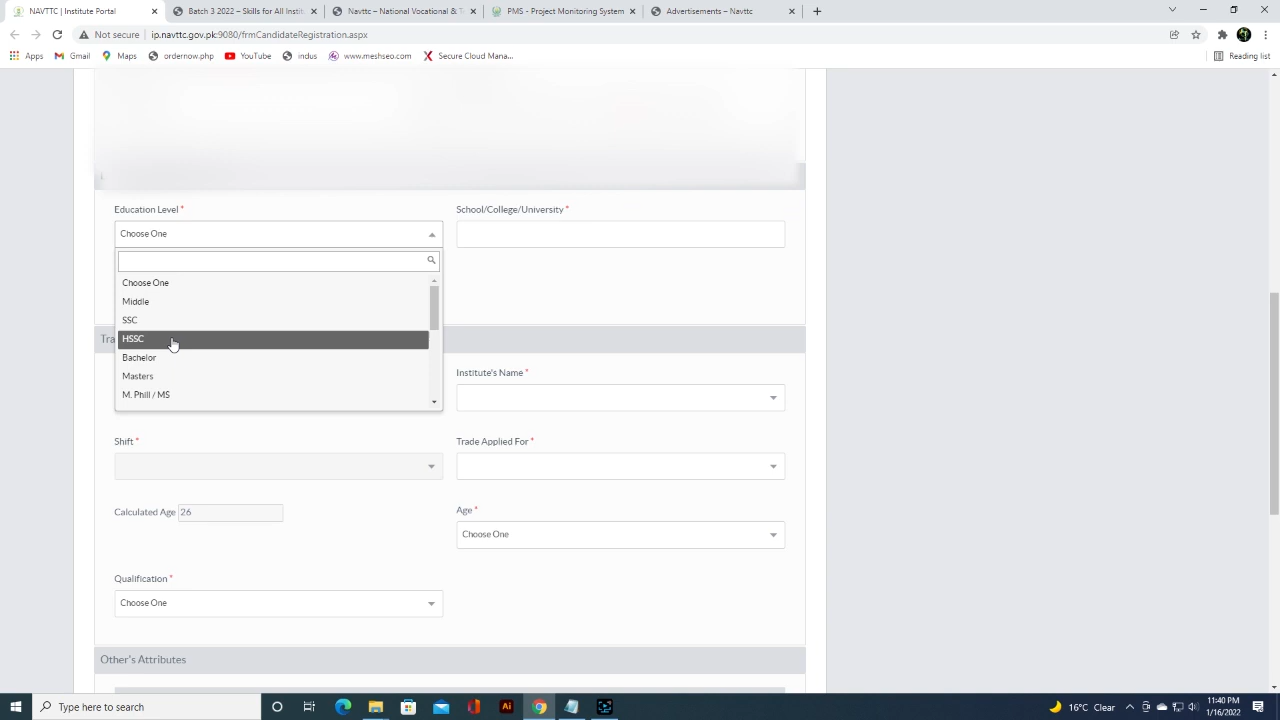 NAVTTC | Institute Portal
Batch 3 2022 – Skills for All Instit
Navttc – National Vocational & Te
PMS - Project Monitoring System
Advertisements – Navttc
Not secure
ip.navttc.gov.pk:9080/frmCandidateRegistration.aspx
Apps
Gmail
Maps
ordernow.php
YouTube
indus
www.meshseo.com
Secure Cloud Mana...
Reading list
Education Level *
School/College/University *
Choose One
Choose One
Middle
SSC
HSSC
Bachelor
Masters
M. Phill / MS
Tra
Institute's Name *
Shift *
Trade Applied For *
Calculated Age 26
Age *
Choose One
Qualification *
Choose One
Other's Attributes
Type here to search
Ai
16°C Clear
11:40 PM
1/16/2022